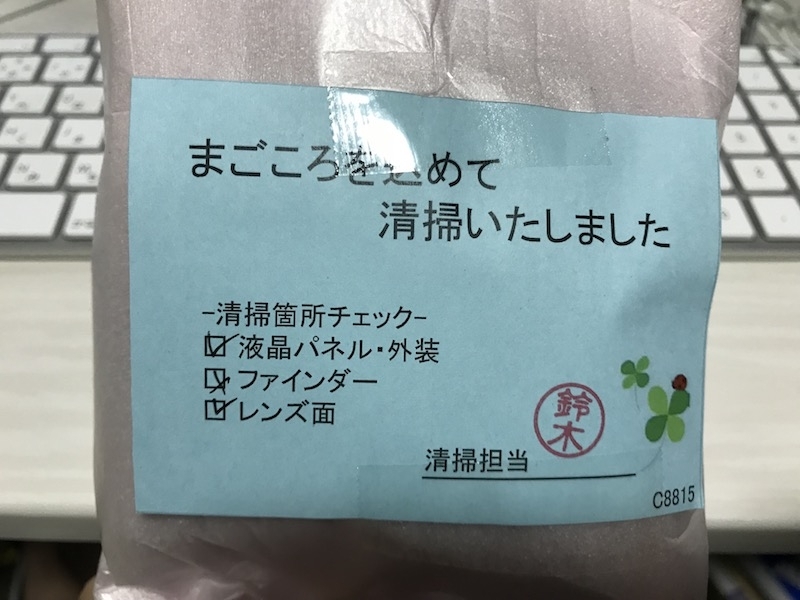 まごころを込めて
清掃いたしました
-清掃箇所チェック-
☑液晶パネル・外装
☑ファインダー
☑レンズ面
鈴木
清掃担当
C8815